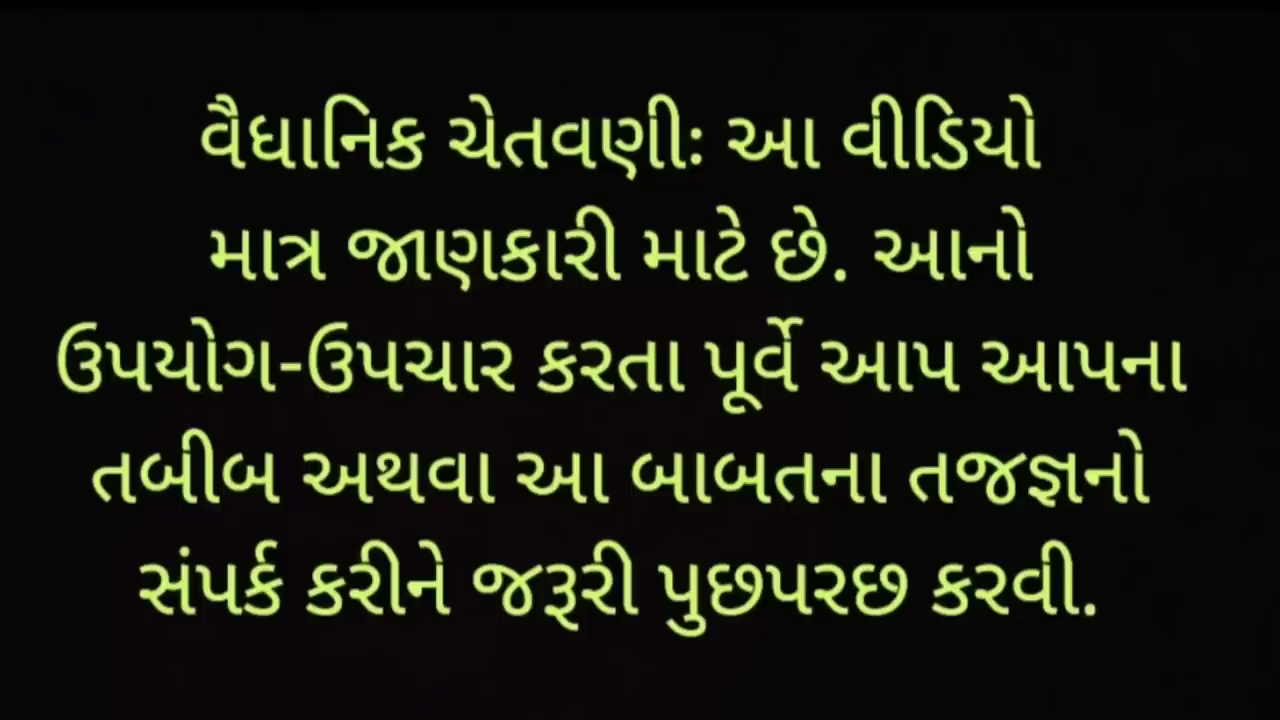 વૈધાનિક ચેતવણીઃ આ વીડિયો
માત્ર જાણકારી માટે છે. આનો
ઉપયોગ-ઉપચાર કરતા પૂર્વે આપ આપના
તબીબ અથવા આ બાબતના તજજ્ઞનો
સંપર્ક કરીને જરૂરી પુછપરછ કરવી.